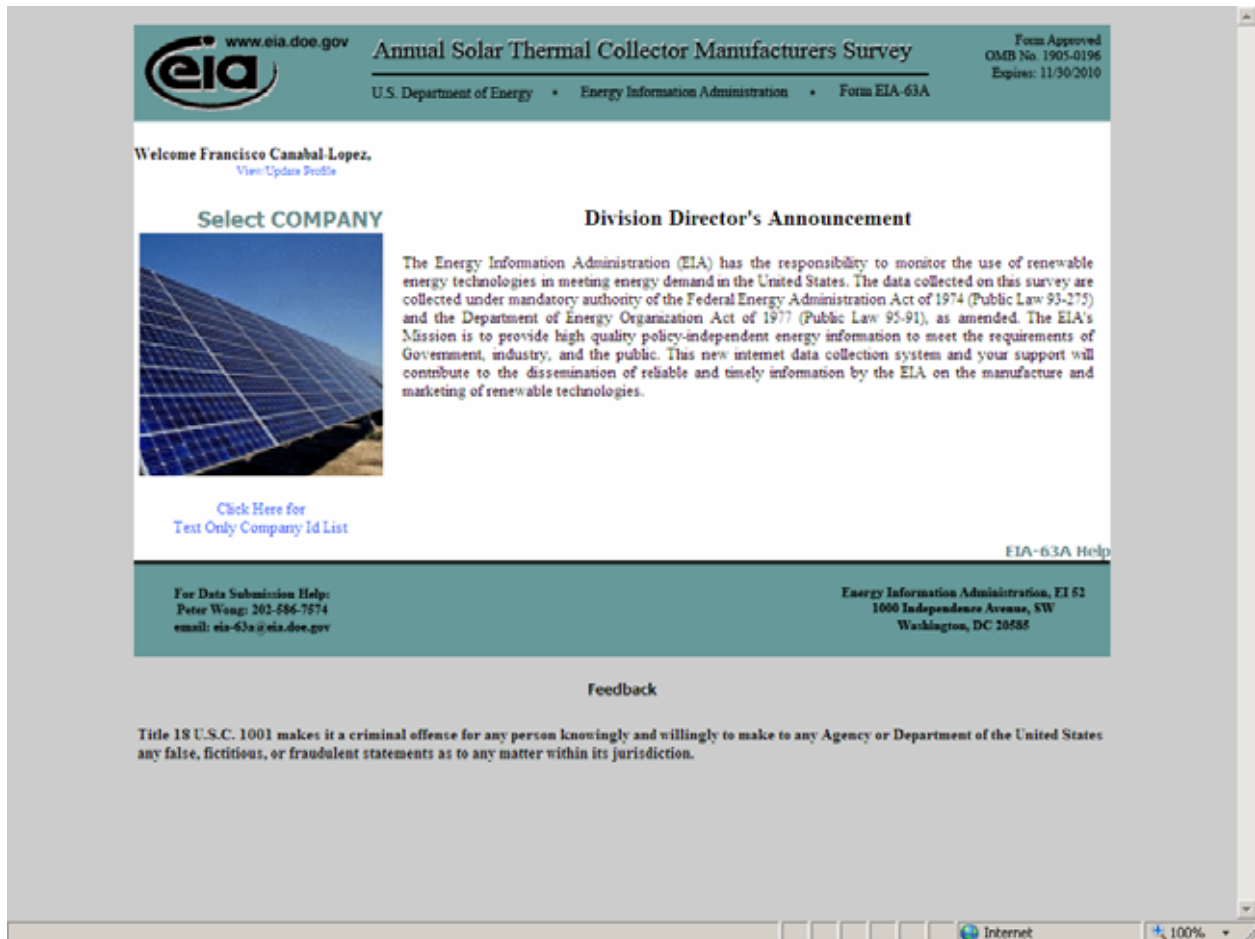 www.eia.doe.gov
eia
Annual Solar Thermal Collector Manufacturers Survey
U.S. Department of Energy • Energy Information Administration • Form EIA-63A
Form Approved
OMB No. 1905-0196
Expires: 11/30/2010
Welcome Francisco Canabal-Lopez,
View/Update Profile
Select COMPANY
Division Director's Announcement
The Energy Information Administration (EIA) has the responsibility to monitor the use of renewable
energy technologies in meeting energy demand in the United States. The data collected on this survey are
collected under mandatory authority of the Federal Energy Administration Act of 1974 (Public Law 93-275)
and the Department of Energy Organization Act of 1977 (Public Law 95-91), as amended. The EIA's
Mission is to provide high quality policy-independent energy information to meet the requirements of
Government, industry, and the public. This new internet data collection system and your support will
contribute to the dissemination of reliable and timely information by the EIA on the manufacture and
marketing of renewable technologies.
Click Here for
Text Only Company Id List
EIA-63A Help
For Data Submission Help:
Peter Wong: 202-586-7574
email: eia-63a@eia.doe.gov
Energy Information Administration, EI 52
1000 Independence Avenue, SW
Washington, DC 20585
Feedback
Title 18 U.S.C. 1001 makes it a criminal offense for any person knowingly and willingly to make to any Agency or Department of the United States
any false, fictitious, or fraudulent statements as to any matter within its jurisdiction.
Internet
100%